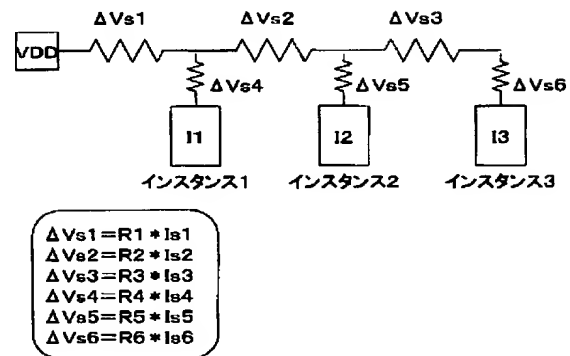 ΔVs1 ΔVs2 ΔVs3
VDD
ΔVs4 ΔVs5 ΔVs6
I1 I2 I3
インスタンス1 インスタンス2 インスタンス3
ΔVs1=R1*Is1
ΔVs2=R2*Is2
ΔVs3=R3*Is3
ΔVs4=R4*Is4
ΔVs5=R5*Is5
ΔVs6=R6*Is6